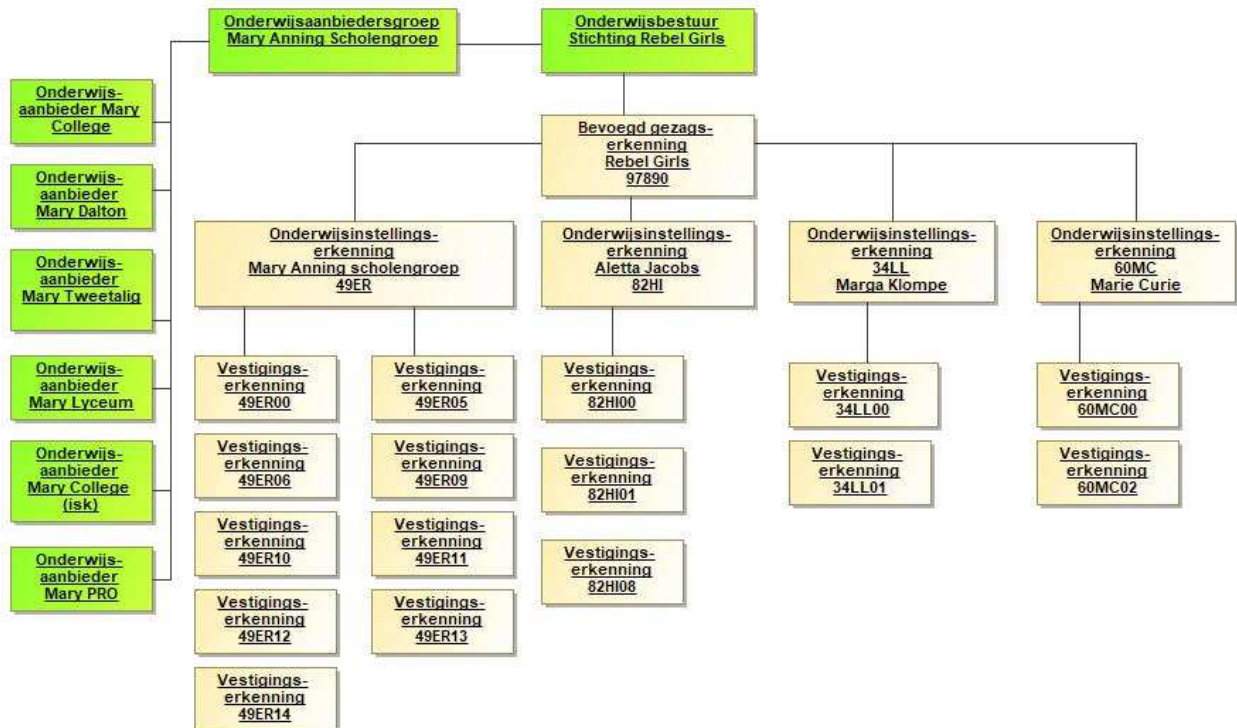 Onderwijsaanbiedersgroep
Mary Anning Scholengroep
Onderwijsbestuur
Stichting Rebel Girls
Onderwijs-
aanbieder Mary
College
Onderwijs-
aanbieder
Mary Dalton
Onderwijs-
aanbieder
Mary Tweetalig
Onderwijs-
aanbieder
Mary Lyceum
Onderwijs-
aanbieder
Mary College
(isk)
Onderwijs-
aanbieder
Mary PRO
Bevoegd gezags-
erkenning
Rebel Girls
97890
Onderwijsinstellings-
erkenning
Mary Anning scholengroep
49ER
Onderwijsinstellings-
erkenning
Aletta Jacobs
82HI
Onderwijsinstellings-
erkenning
34LL
Marga Klompe
Onderwijsinstellings-
erkenning
60MC
Marie Curie
Vestigings-
erkenning
49ER00
Vestigings-
erkenning
49ER05
Vestigings-
erkenning
49ER06
Vestigings-
erkenning
49ER09
Vestigings-
erkenning
49ER10
Vestigings-
erkenning
49ER11
Vestigings-
erkenning
49ER12
Vestigings-
erkenning
49ER13
Vestigings-
erkenning
49ER14
Vestigings-
erkenning
82HI00
Vestigings-
erkenning
82HI01
Vestigings-
erkenning
82HI08
Vestigings-
erkenning
34LL00
Vestigings-
erkenning
34LL01
Vestigings-
erkenning
60MC00
Vestigings-
erkenning
60MC02